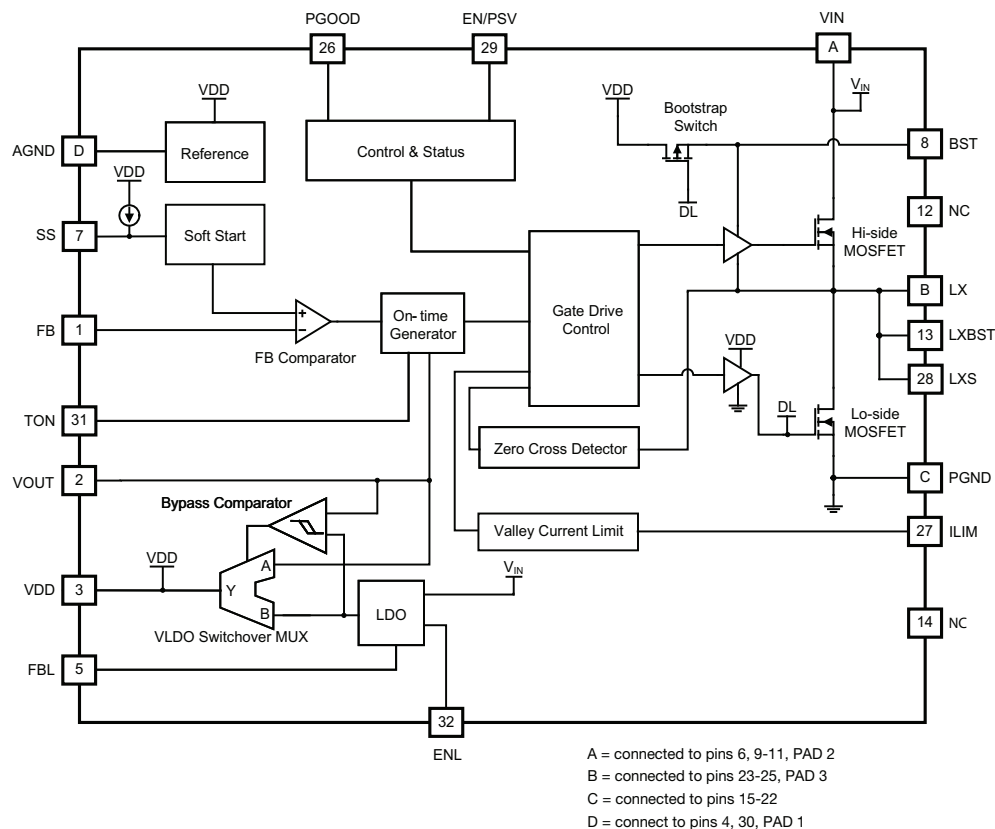 PGOOD
EN/PSV
VIN
26
29
A
VDD
VDD
Bootstrap
Switch
VIN
AGND
D
Reference
Control & Status
8
BST
VDD
DL
12
NC
SS
7
Soft Start
Hi-side
MOSFET
Gate Drive
Control
B
LX
FB
1
+
−
FB Comparator
On-time
Generator
13
LXBST
VDD
28
LXS
TON
31
DL
Lo-side
MOSFET
Zero Cross Detector
VOUT
2
C
PGND
Bypass Comparator
Valley Current Limit
27
ILIM
VDD
A
VIN
VDD
3
Y
B
LDO
VLDO Switchover MUX
14
NC
FBL
5
32
ENL
A = connected to pins 6, 9-11, PAD 2
B = connected to pins 23-25, PAD 3
C = connected to pins 15-22
D = connect to pins 4, 30, PAD 1